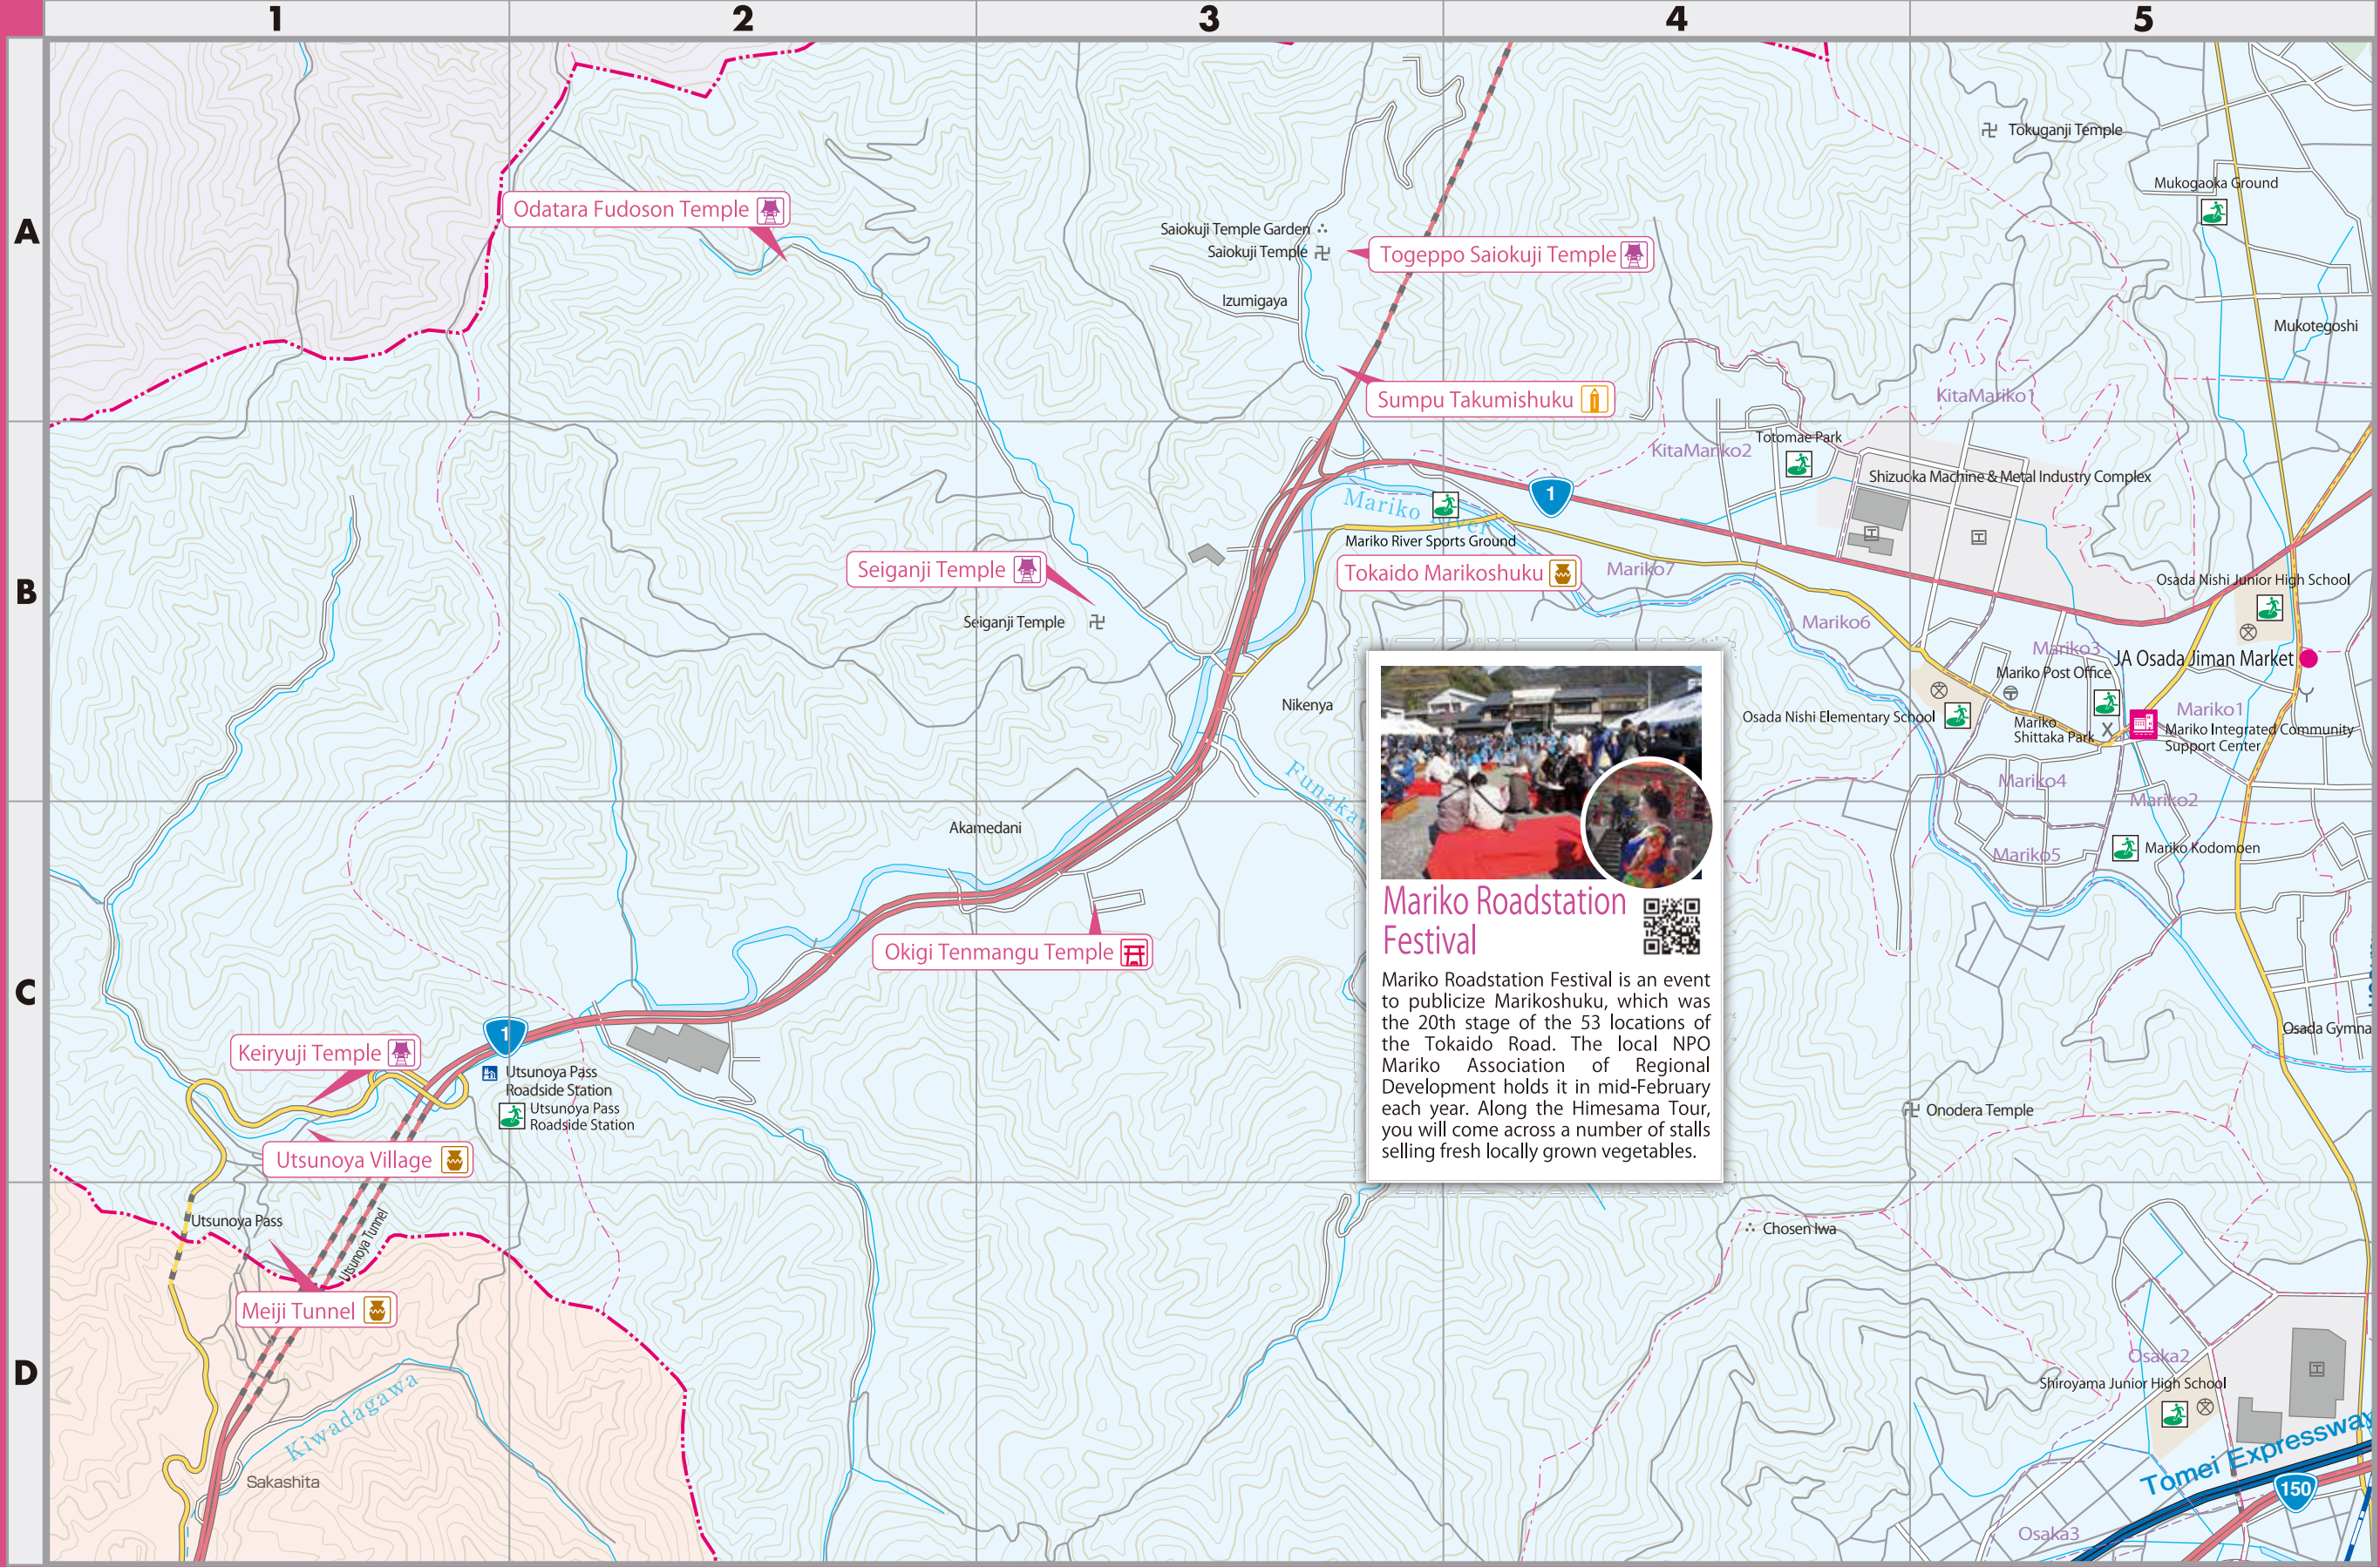 1
2
3
4
5
A
B
C
D
Tokuganji Temple
Mukogaoka Ground
Odatara Fudoson Temple
Saiokuji Temple Garden
Saiokuji Temple
Togeppo Saiokuji Temple
Izumigaya
Mukotegoshi
Sumpu Takumishuku
KitaMariko1
KitaMariko2
Totomae Park
Shizuoka Machine & Metal Industry Complex
1
Mariko River
Mariko River Sports Ground
Seiganji Temple
Tokaido Marikoshuku
Mariko7
Osada Nishi Junior High School
Seiganji Temple
Mariko6
Mariko3
JA Osada Jiman Market
Mariko Post Office
Nikenya
Osada Nishi Elementary School
Mariko
Shittaka Park
Mariko1
Mariko Integrated Community
Support Center
Funakaw
Mariko4
Mariko2
Akamedani
Mariko5
Mariko Kodomoen
Mariko Roadstation
Festival
Mariko Roadstation Festival is an event
to publicize Marikoshuku, which was
the 20th stage of the 53 locations of
the Tokaido Road. The local NPO
Mariko Association of Regional
Development holds it in mid-February
each year. Along the Himesama Tour,
you will come across a number of stalls
selling fresh locally grown vegetables.
Okigi Tenmangu Temple
Osada Gymna
1
Keiryuji Temple
Utsunoya Pass
Roadside Station
Utsunoya Pass
Roadside Station
Onodera Temple
Utsunoya Village
Utsunoya Pass
Utsunoya Tunnel
Chosen Iwa
Meiji Tunnel
Osaka2
Shiroyama Junior High School
Kiwadagawa
Sakashita
Tomei Expressway
150
Osaka3